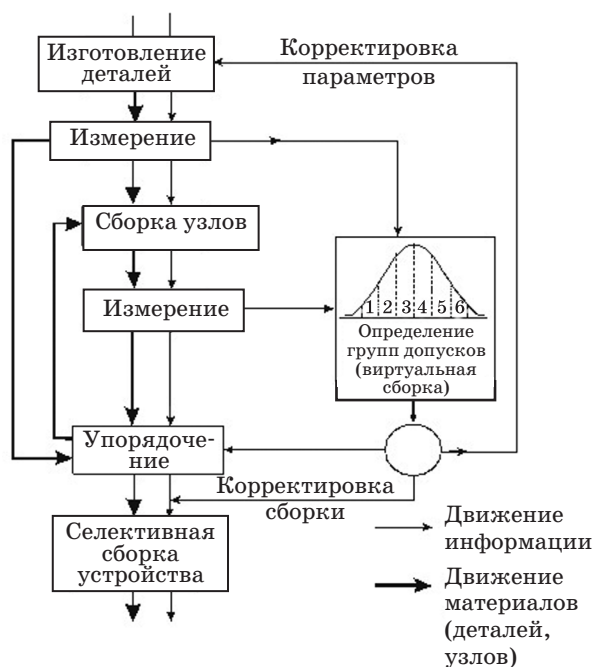 Изготовление
деталей
Корректировка
параметров
Измерение
Сборка узлов
Измерение
1 2 3 4 5 6
Определение
групп допусков
(виртуальная
сборка)
Упорядоче-
ние
Корректировка
сборки
Селективная
сборка
устройства
Движение
информации
Движение
материалов
(деталей,
узлов)